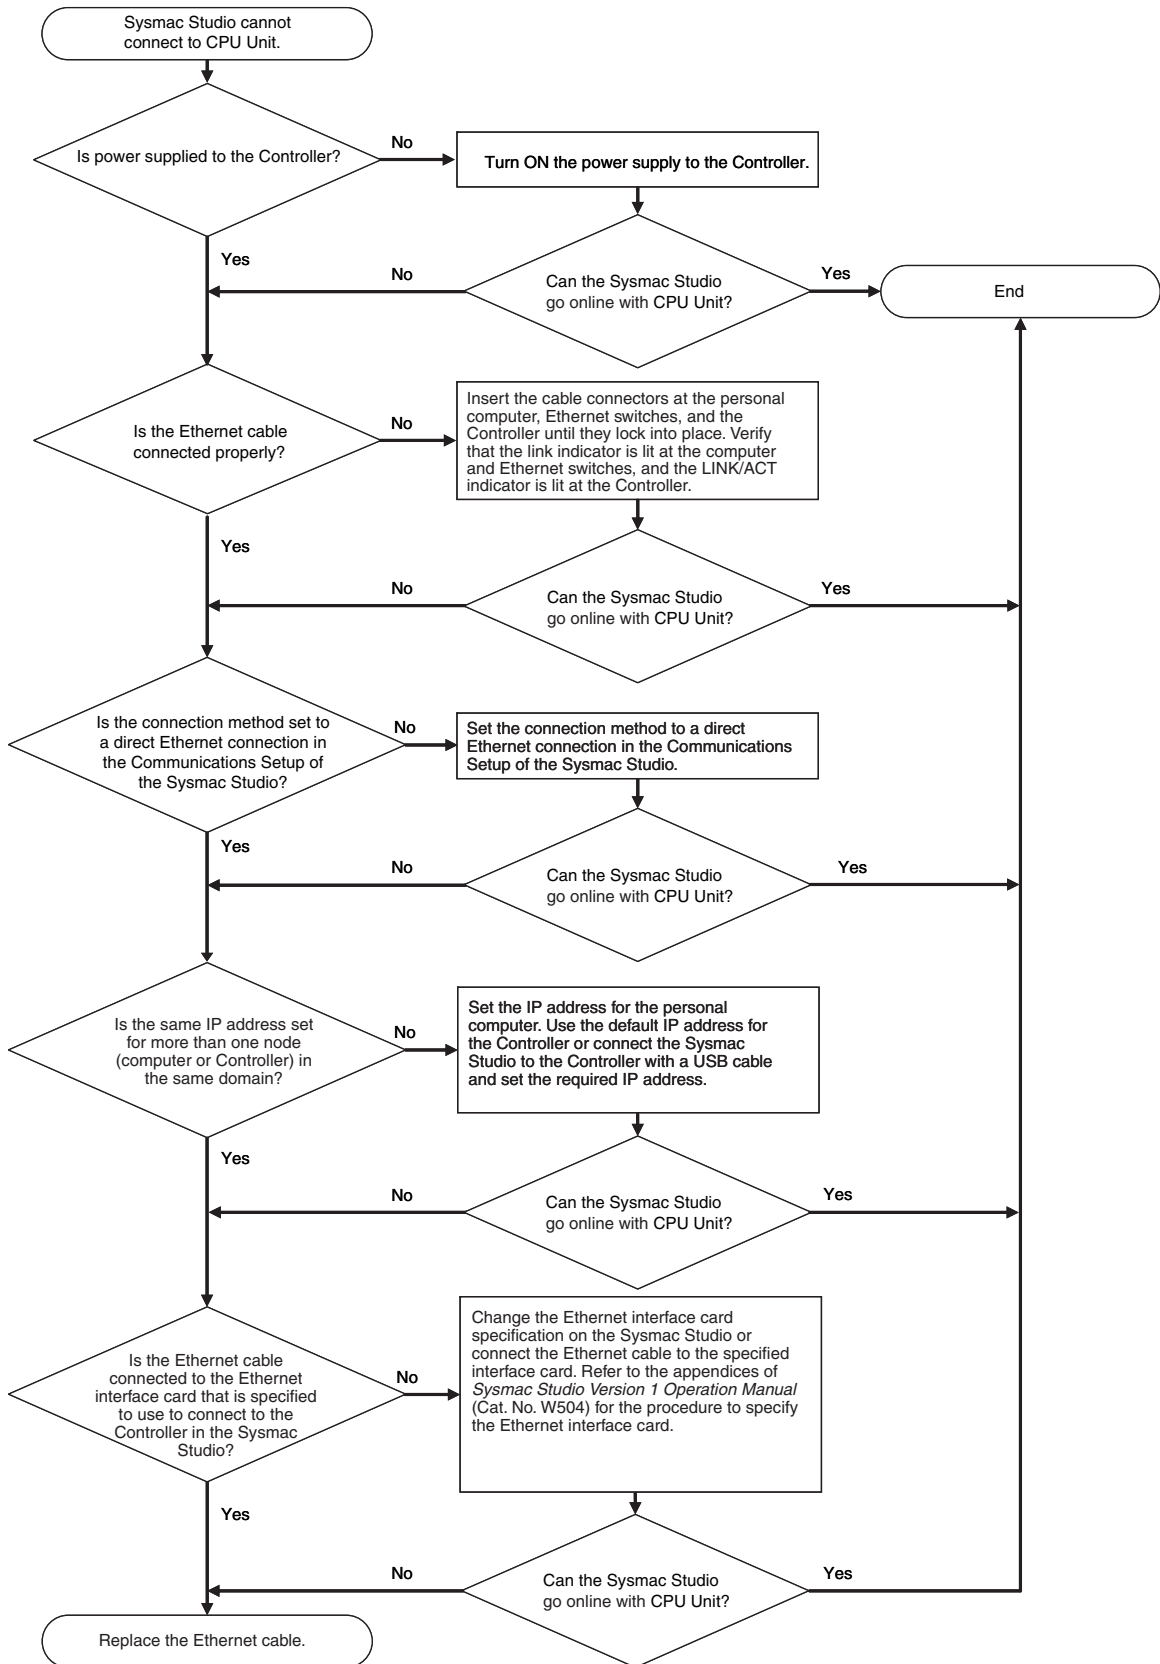 Sysmac Studio cannot
connect to CPU Unit.
Is power supplied to the Controller?
No
Turn ON the power supply to the Controller.
Yes
No
Can the Sysmac Studio
go online with CPU Unit?
Yes
End
Is the Ethernet cable
connected properly?
No
Insert the cable connectors at the personal
computer, Ethernet switches, and the
Controller until they lock into place. Verify
that the link indicator is lit at the computer
and Ethernet switches, and the LINK/ACT
indicator is lit at the Controller.
Yes
No
Can the Sysmac Studio
go online with CPU Unit?
Yes
Is the connection method set to
a direct Ethernet connection in
the Communications Setup of
the Sysmac Studio?
No
Set the connection method to a direct
Ethernet connection in the Communications
Setup of the Sysmac Studio.
Yes
No
Can the Sysmac Studio
go online with CPU Unit?
Yes
Is the same IP address set
for more than one node
(computer or Controller) in
the same domain?
No
Set the IP address for the personal
computer. Use the default IP address for
the Controller or connect the Sysmac
Studio to the Controller with a USB cable
and set the required IP address.
Yes
No
Can the Sysmac Studio
go online with CPU Unit?
Yes
Is the Ethernet cable
connected to the Ethernet
interface card that is specified
to use to connect to the
Controller in the Sysmac
Studio?
No
Change the Ethernet interface card
specification on the Sysmac Studio or
connect the Ethernet cable to the specified
interface card. Refer to the appendices of
Sysmac Studio Version 1 Operation Manual
(Cat. No. W504) for the procedure to specify
the Ethernet interface card.
Yes
No
Can the Sysmac Studio
go online with CPU Unit?
Yes
Replace the Ethernet cable.